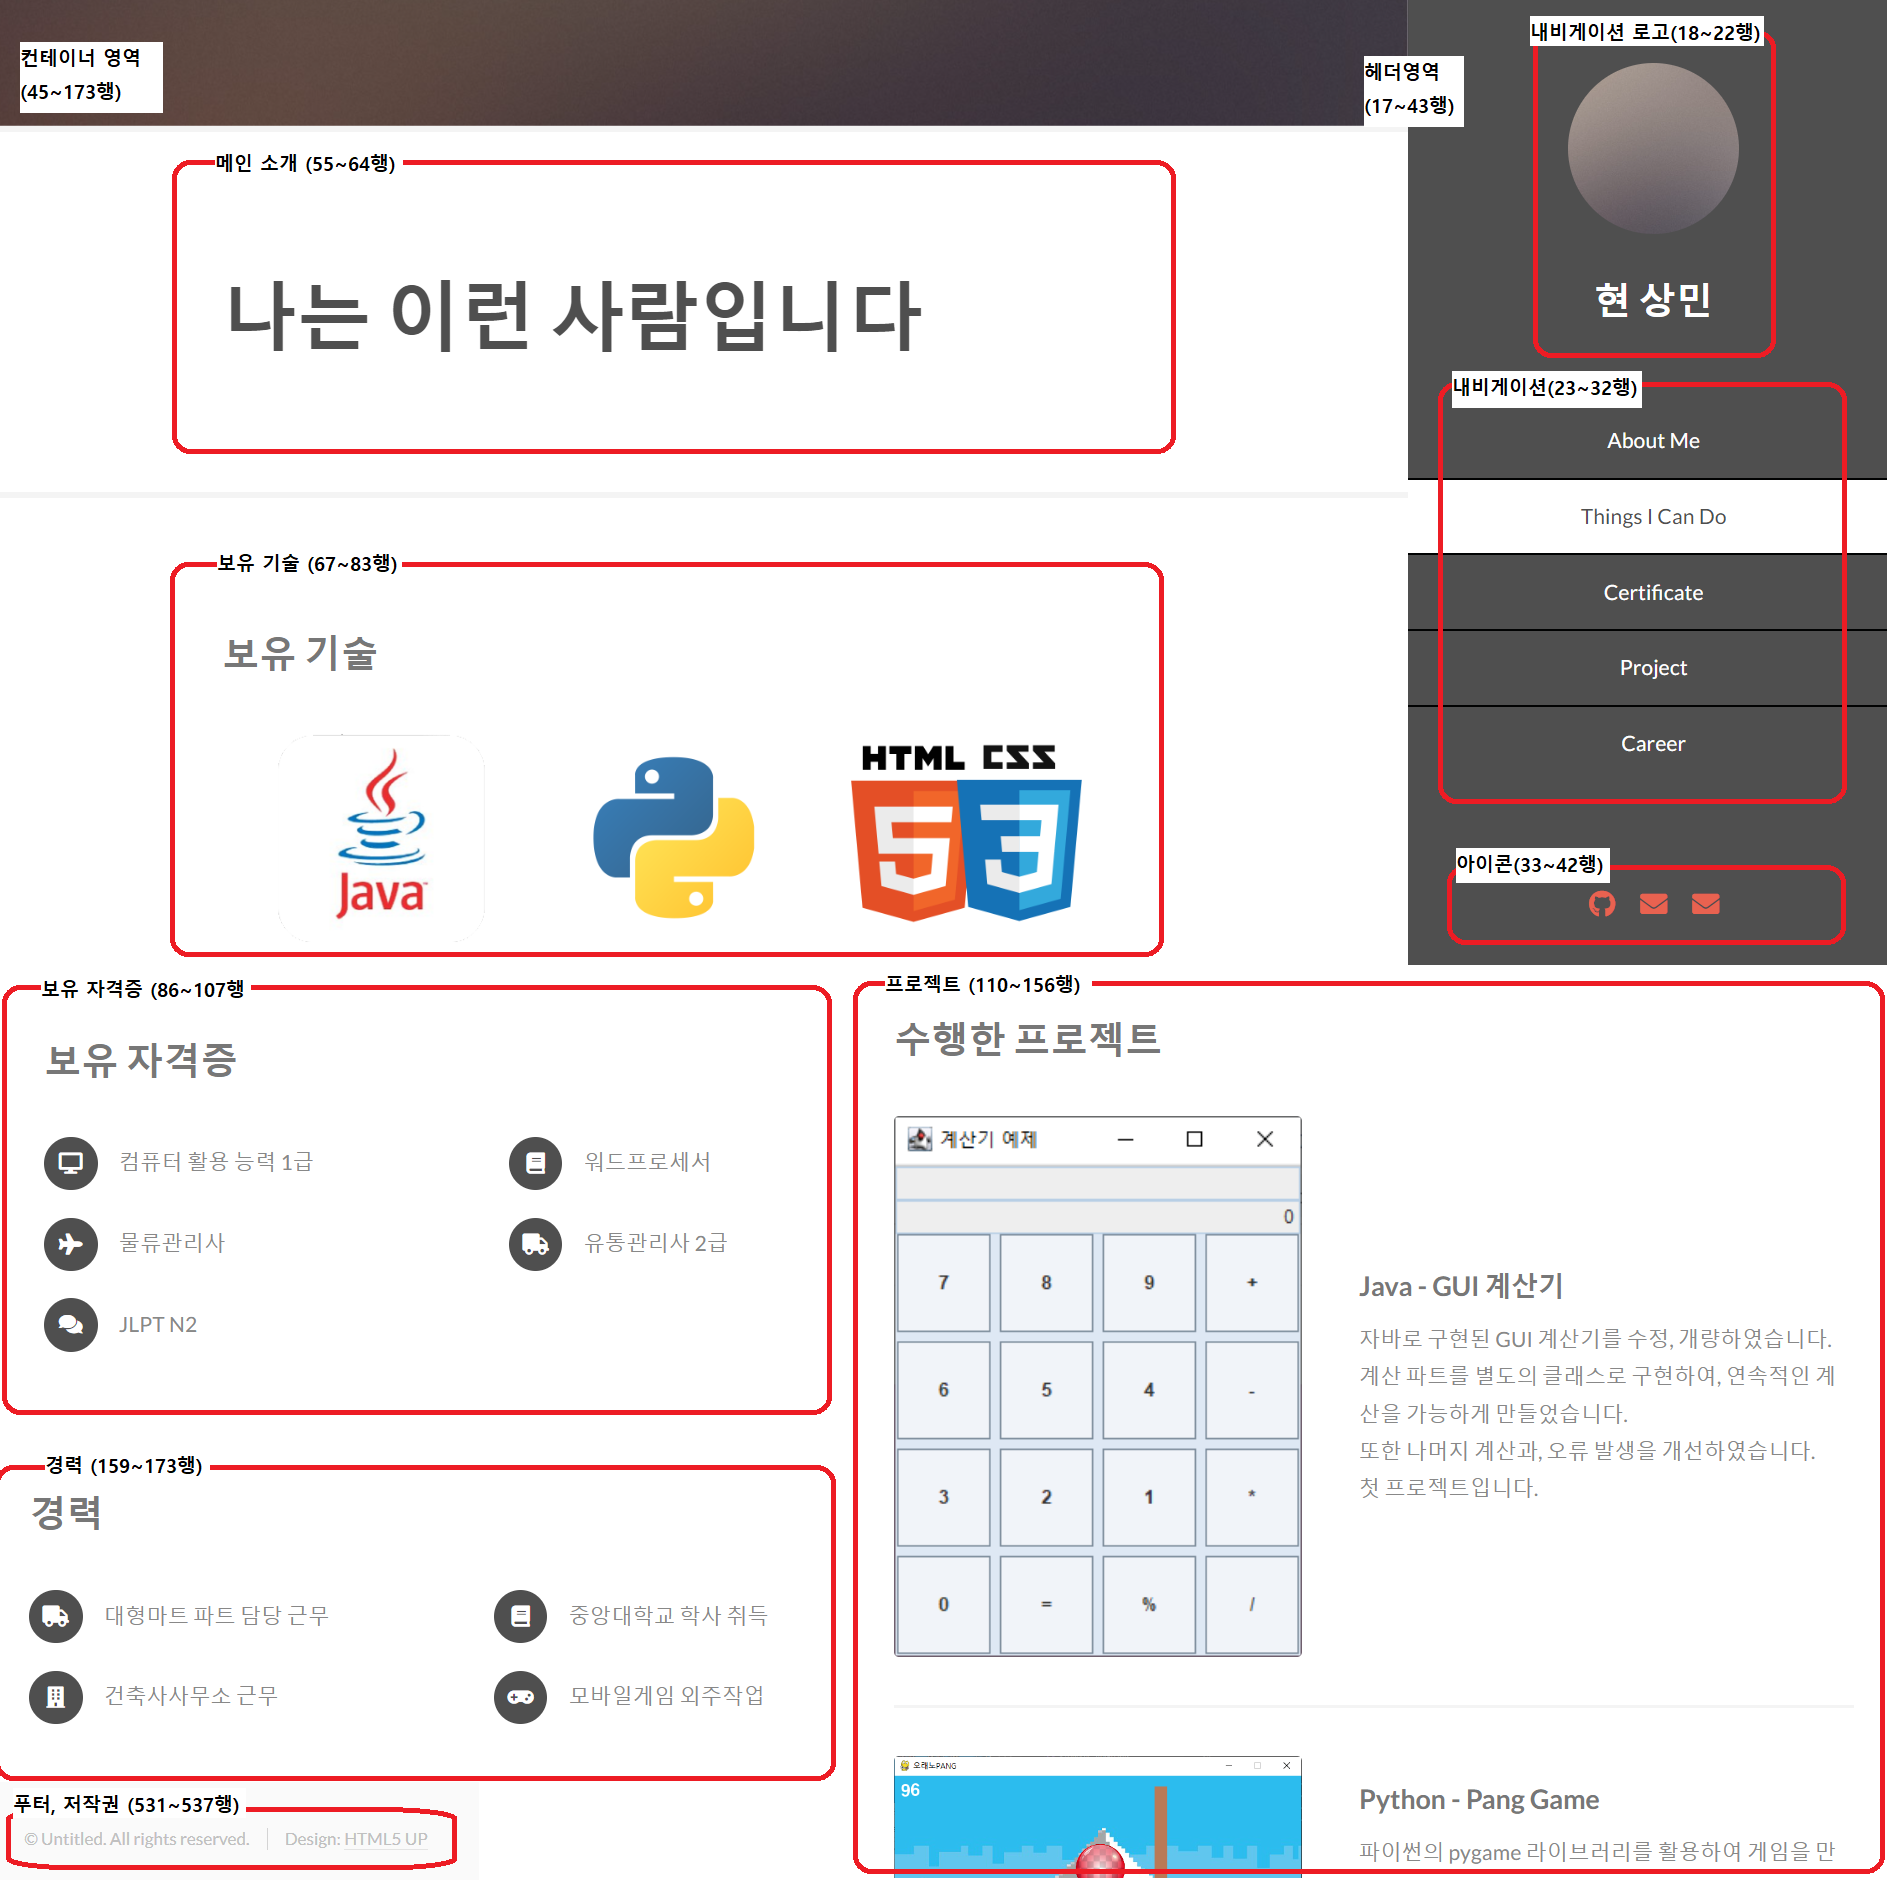 컨테이너 영역
(45~173행)
헤더영역
(17~43행)
내비게이션 로고(18~22행)
현 상민
내비게이션(23~32행)
About Me
Things I Can Do
Certificate
Project
Career
아이콘(33~42행)
메인 소개 (55~64행)
나는 이런 사람입니다
보유 기술 (67~83행)
보유 기술
Java
HTML CSS
5 3
보유 자격증 (86~107행
보유 자격증
컴퓨터 활용 능력 1급
워드프로세서
물류관리사
유통관리사 2급
JLPT N2
경력 (159~173행)
경력
대형마트 파트 담당 근무
중앙대학교 학사 취득
건축사사무소 근무
모바일게임 외주작업
푸터, 저작권 (531~537행)
© Untitled. All rights reserved.
Design: HTML5 UP
프로젝트 (110~156행)
수행한 프로젝트
계산기 예제
0
7 8 9 +
6 5 4 -
3 2 1 *
0 = % /
Java - GUI 계산기
자바로 구현된 GUI 계산기를 수정, 개량하였습니다.
계산 파트를 별도의 클래스로 구현하여, 연속적인 계
산을 가능하게 만들었습니다.
또한 나머지 계산과, 오류 발생을 개선하였습니다.
첫 프로젝트입니다.
오래노PANG
96
Python - Pang Game
파이썬의 pygame 라이브러리를 활용하여 게임을 만